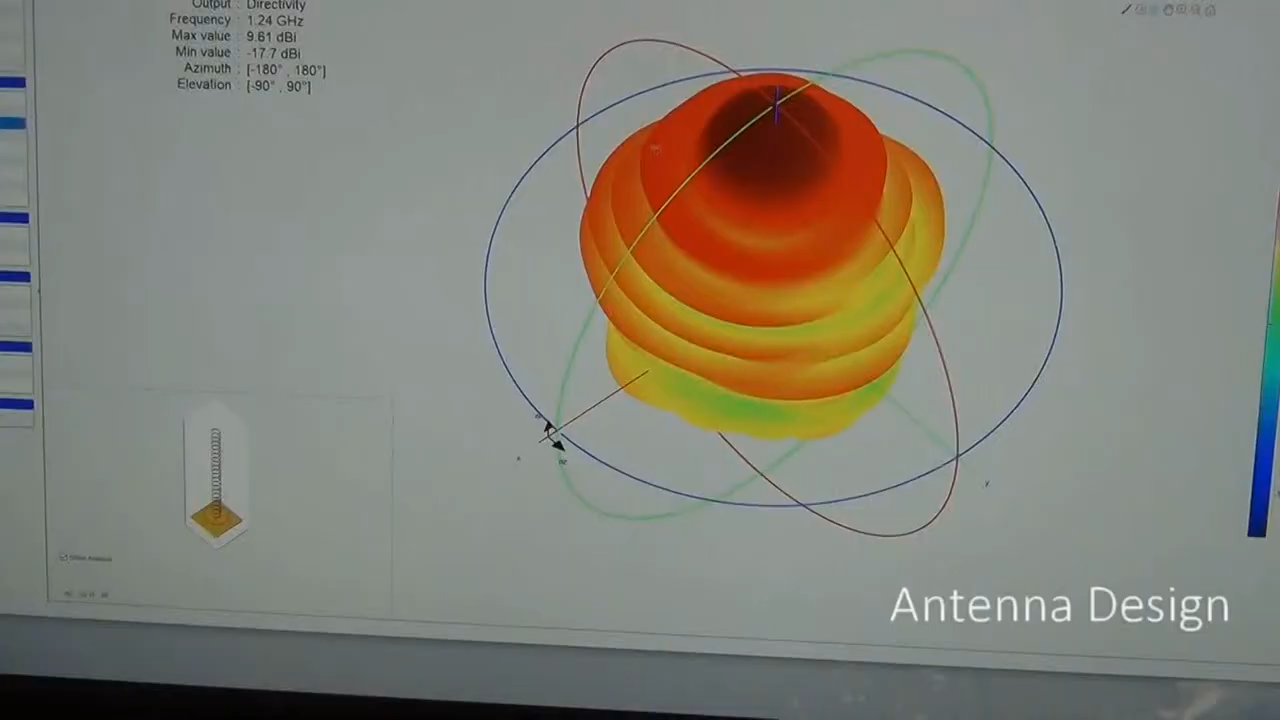 Output : Directivity
Frequency : 1.24 GHz
Max value : 9.61 dBi
Min value : -17.7 dBi
Azimuth : [-180° , 180°]
Elevation : [-90° , 90°]
az
x
y
Antenna Design